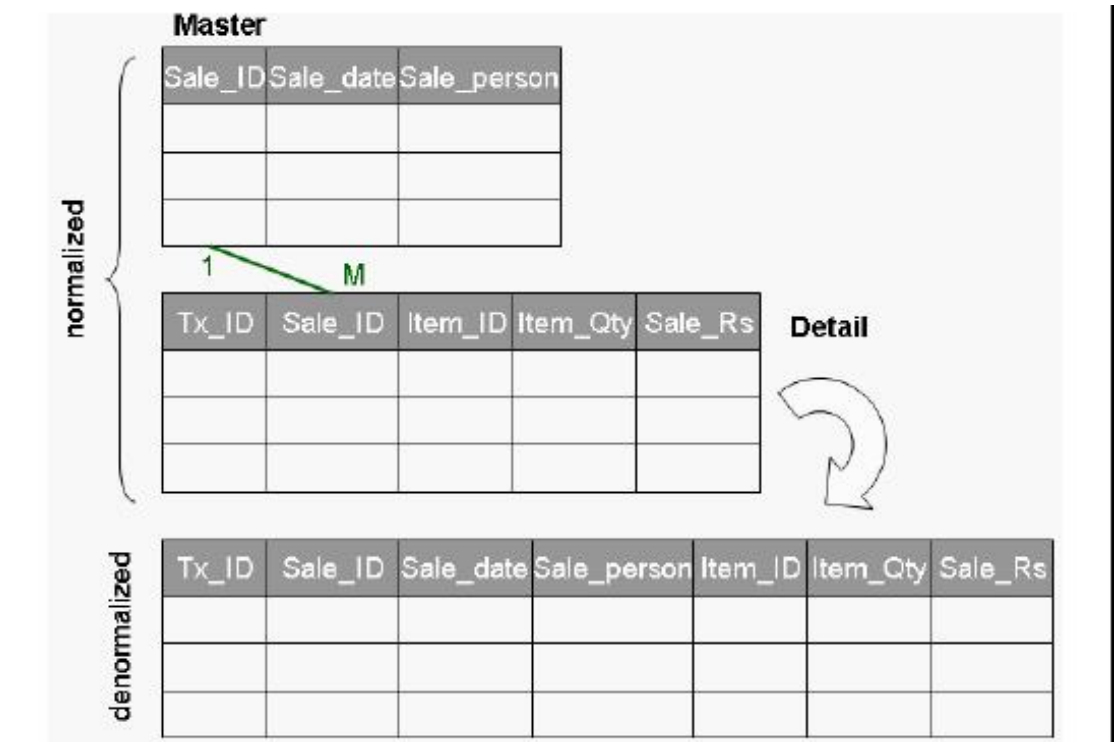 Master
Sale_ID Sale_date Sale_person
normalized
1
M
Tx_ID Sale_ID Item_ID Item_Qty Sale_Rs
Detail
denormalized
Tx_ID Sale_ID Sale_date Sale_person Item_ID Item_Qty Sale_Rs